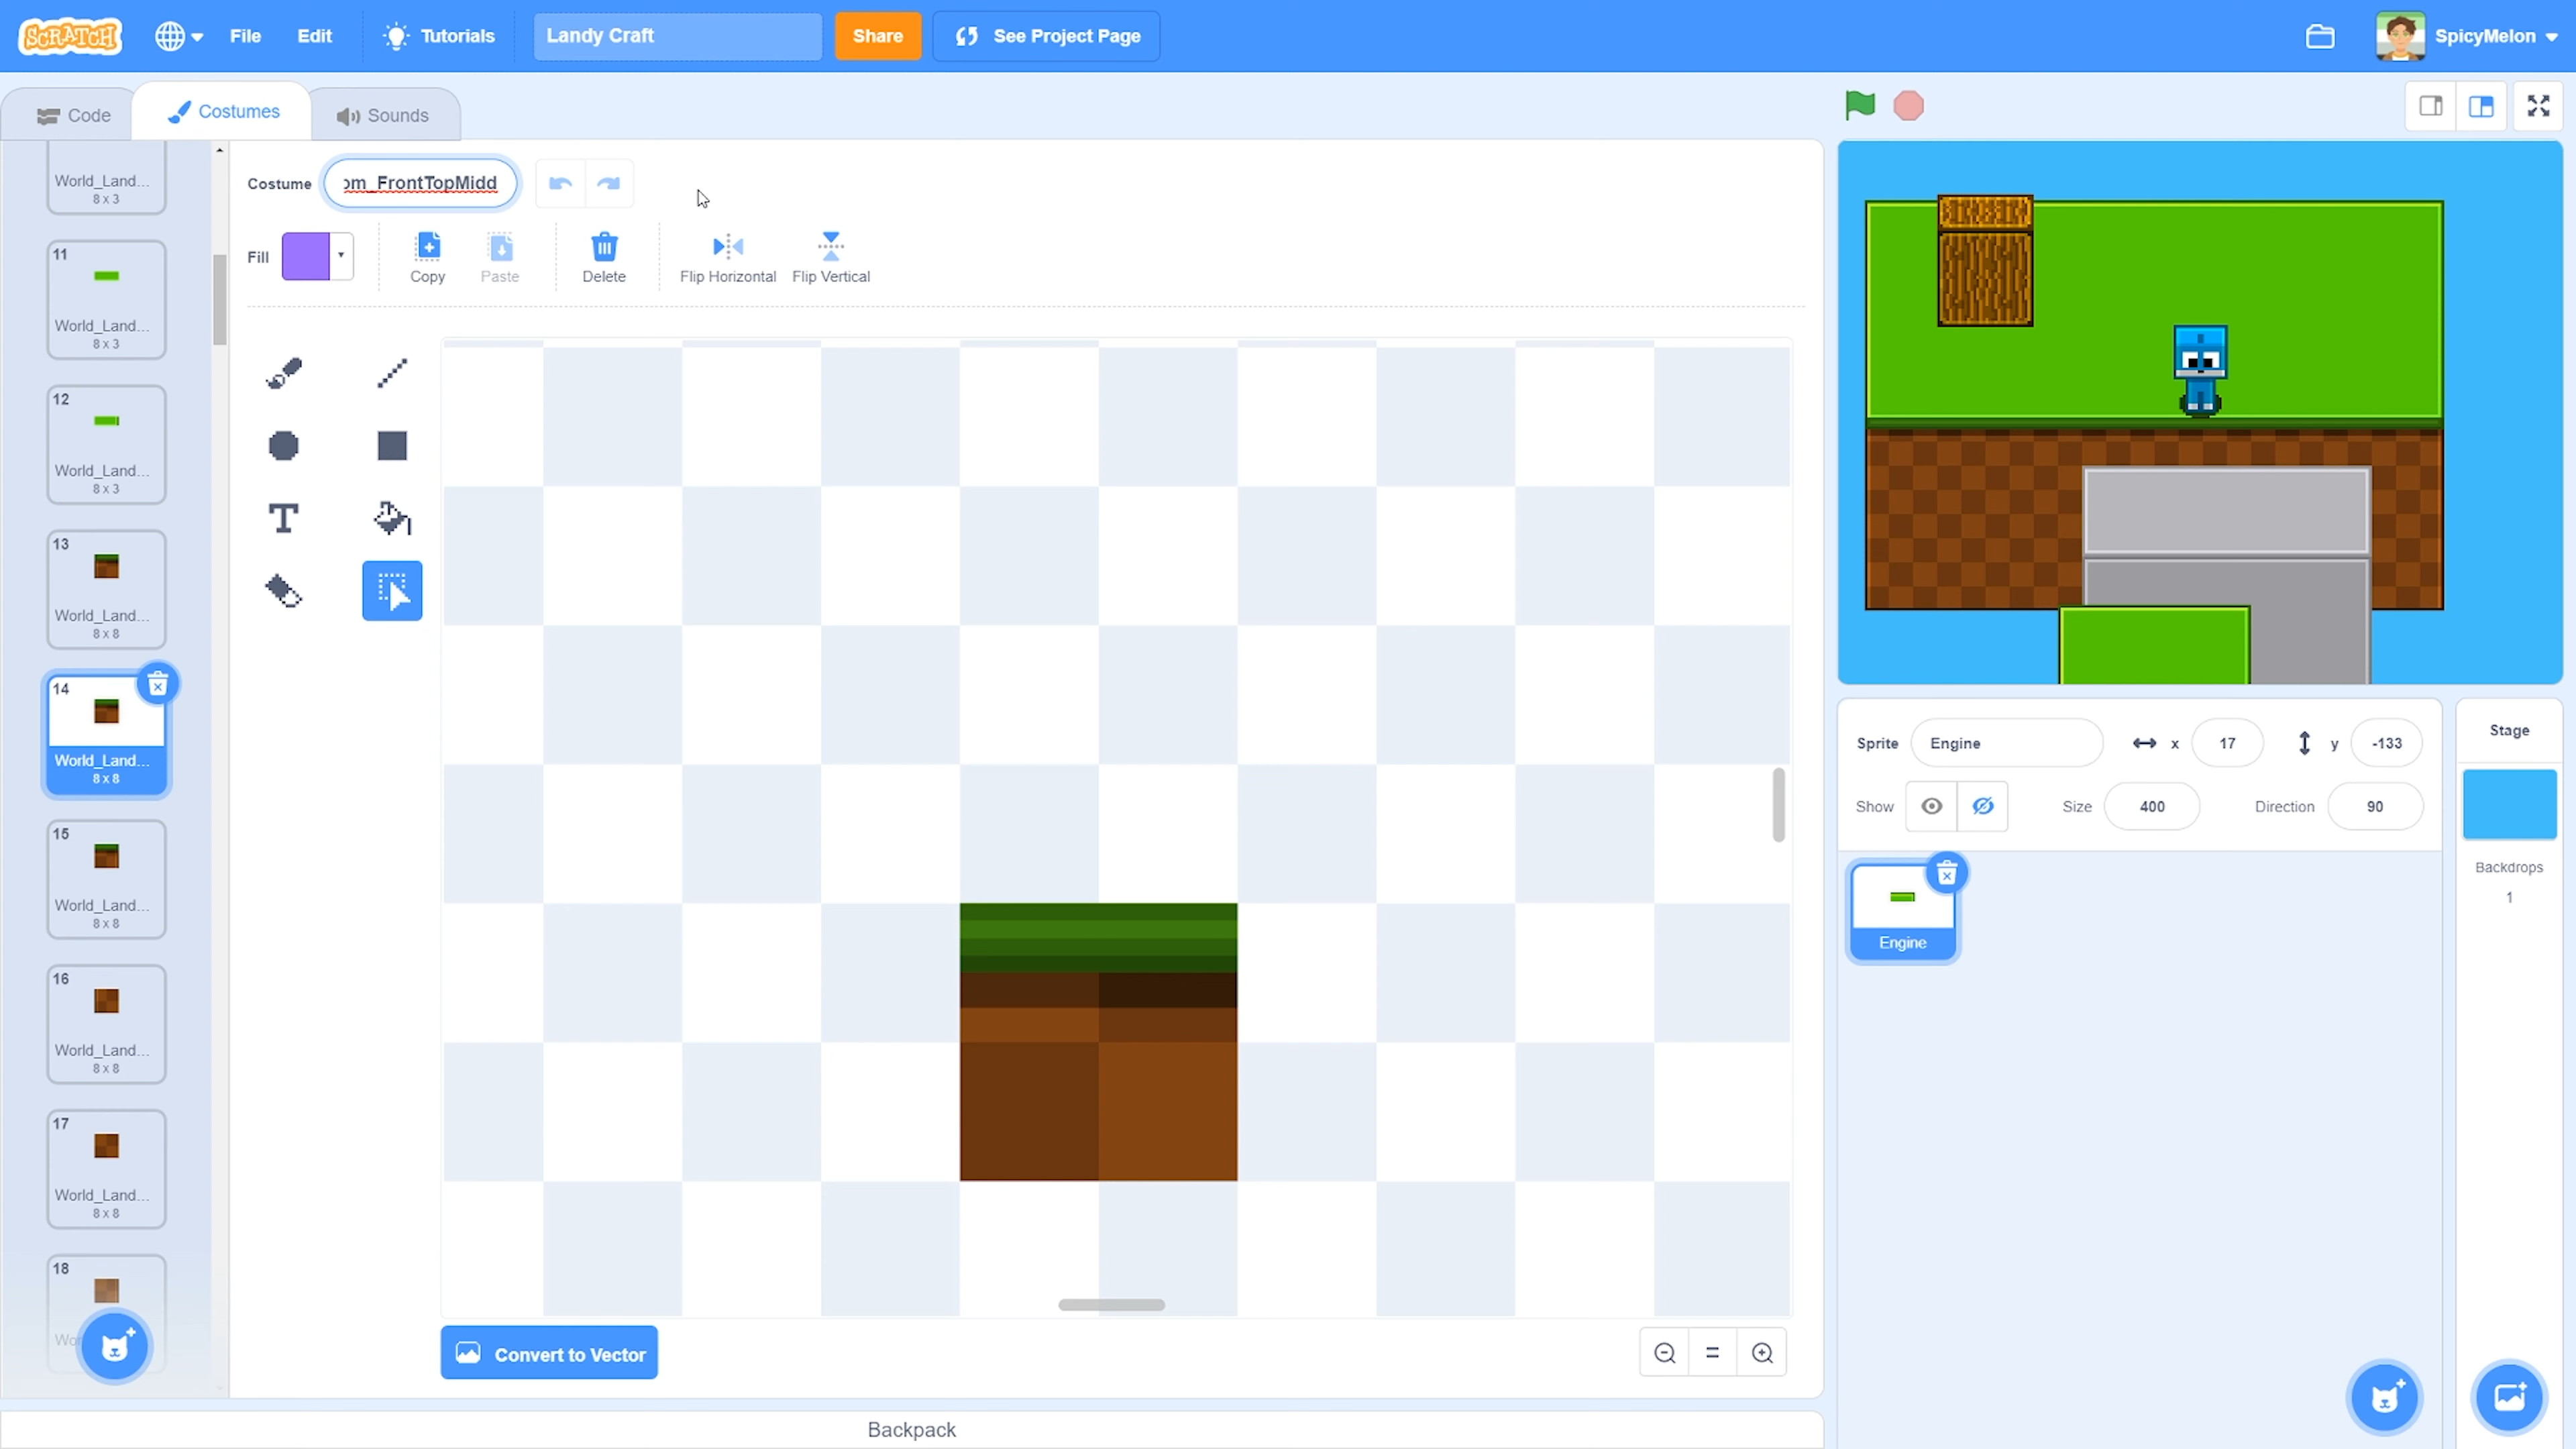 SCRATCH File Edit Tutorials Landy Craft Share See Project Page SpicyMelon
Code Costumes Sounds
World_Land...
8 x 3
11
World_Land...
8 x 3
12
World_Land...
8 x 3
13
World_Land...
8 x 8
14
World_Land...
8 x 8
15
World_Land...
8 x 8
16
World_Land...
8 x 8
17
World_Land...
8 x 8
18
Costume om_FrontTopMidd
Fill Copy Paste Delete Flip Horizontal Flip Vertical
T
Convert to Vector
=
Backpack
Sprite Engine x 17 y -133
Show Size 400 Direction 90
Engine
Stage
Backdrops
1